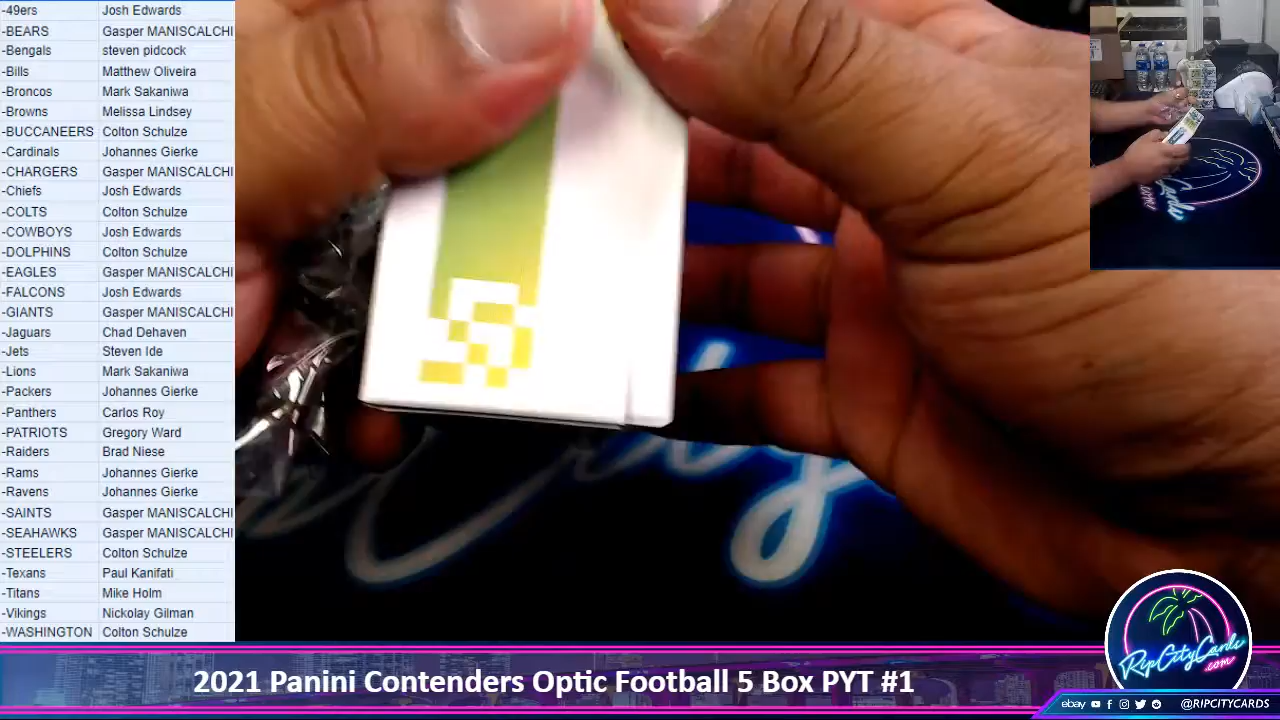 -49ers Josh Edwards
-BEARS Gasper MANISCALCHI
-Bengals steven pidcock
-Bills Matthew Oliveira
-Broncos Mark Sakaniwa
-Browns Melissa Lindsey
-BUCCANEERS Colton Schulze
-Cardinals Johannes Gierke
-CHARGERS Gasper MANISCALCHI
-Chiefs Josh Edwards
-COLTS Colton Schulze
-COWBOYS Josh Edwards
-DOLPHINS Colton Schulze
-EAGLES Gasper MANISCALCHI
-FALCONS Josh Edwards
-GIANTS Gasper MANISCALCHI
-Jaguars Chad Dehaven
-Jets Steven Ide
-Lions Mark Sakaniwa
-Packers Johannes Gierke
-Panthers Carlos Roy
-PATRIOTS Gregory Ward
-Raiders Brad Niese
-Rams Johannes Gierke
-Ravens Johannes Gierke
-SAINTS Gasper MANISCALCHI
-SEAHAWKS Gasper MANISCALCHI
-STEELERS Colton Schulze
-Texans Paul Kanifati
-Titans Mike Holm
-Vikings Nickolay Gilman
-WASHINGTON Colton Schulze
2021 Panini Contenders Optic Football 5 Box PYT #1
RipCityCards
.com
ebay @RIPCITYCARDS